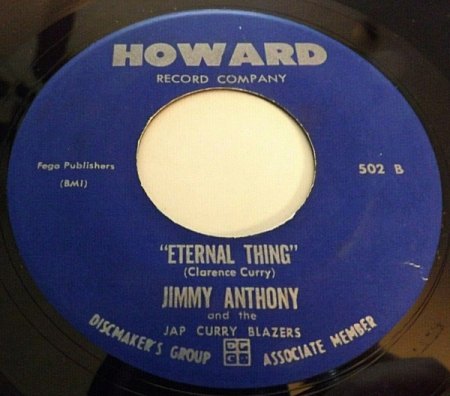 HOWARD
RECORD COMPANY
Fego Publishers
(BMI)
502 B
"ETERNAL THING"
(Clarence Curry)
JIMMY ANTHONY
and the
JAP CURRY BLAZERS
DISCMAKER'S GROUP ASSOCIATE MEMBER